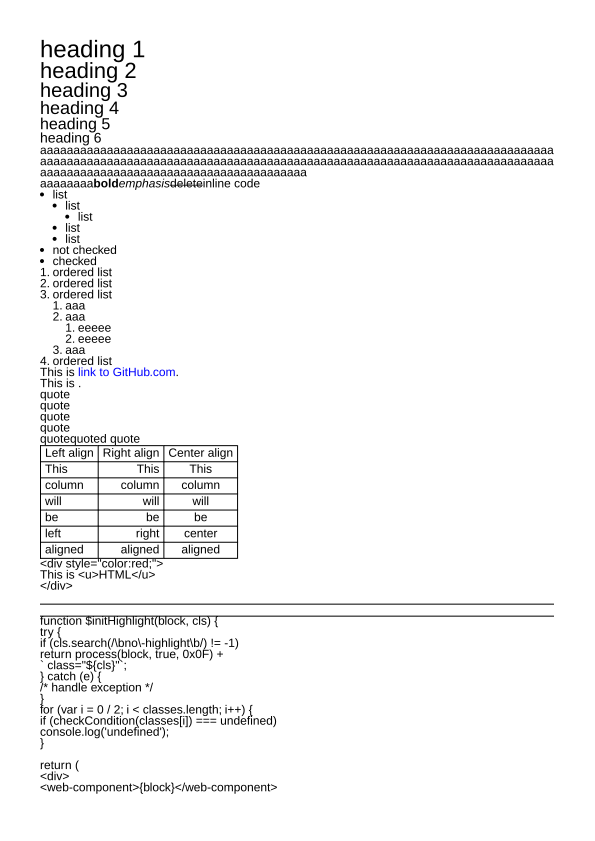 heading 1
heading 2
heading 3
heading 4
heading 5
heading 6
aaaaaaaaaaaaaaaaaaaaaaaaaaaaaaaaaaaaaaaaaaaaaaaaaaaaaaaaaaaaaaaaaaaaaaaaaaaaa
aaaaaaaaaaaaaaaaaaaaaaaaaaaaaaaaaaaaaaaaaaaaaaaaaaaaaaaaaaaaaaaaaaaaaaaaaaaaa
aaaaaaaaaaaaaaaaaaaaaaaaaaaaaaaaaaaaaaaa
aaaaaaaaboldemphasisdeleteinline code
• list
• list
• list
• list
• list
• not checked
• checked
1. ordered list
2. ordered list
3. ordered list
1. aaa
2. aaa
1. eeeee
2. eeeee
3. aaa
4. ordered list
This is link to GitHub.com.
This is .
quote
quote
quote
quote
quotequoted quote
Left align Right align Center align
This This This
column column column
will will will
be be be
left right center
aligned aligned aligned
<div style="color:red;">
This is <u>HTML</u>
</div>
function $initHighlight(block, cls) {
try {
if (cls.search(/\bno\-highlight\b/) != -1)
return process(block, true, 0x0F) +
` class="${cls}"`;
} catch (e) {
/* handle exception */
}
for (var i = 0 / 2; i < classes.length; i++) {
if (checkCondition(classes[i]) === undefined)
console.log('undefined');
}
return (
<div>
<web-component>{block}</web-component>